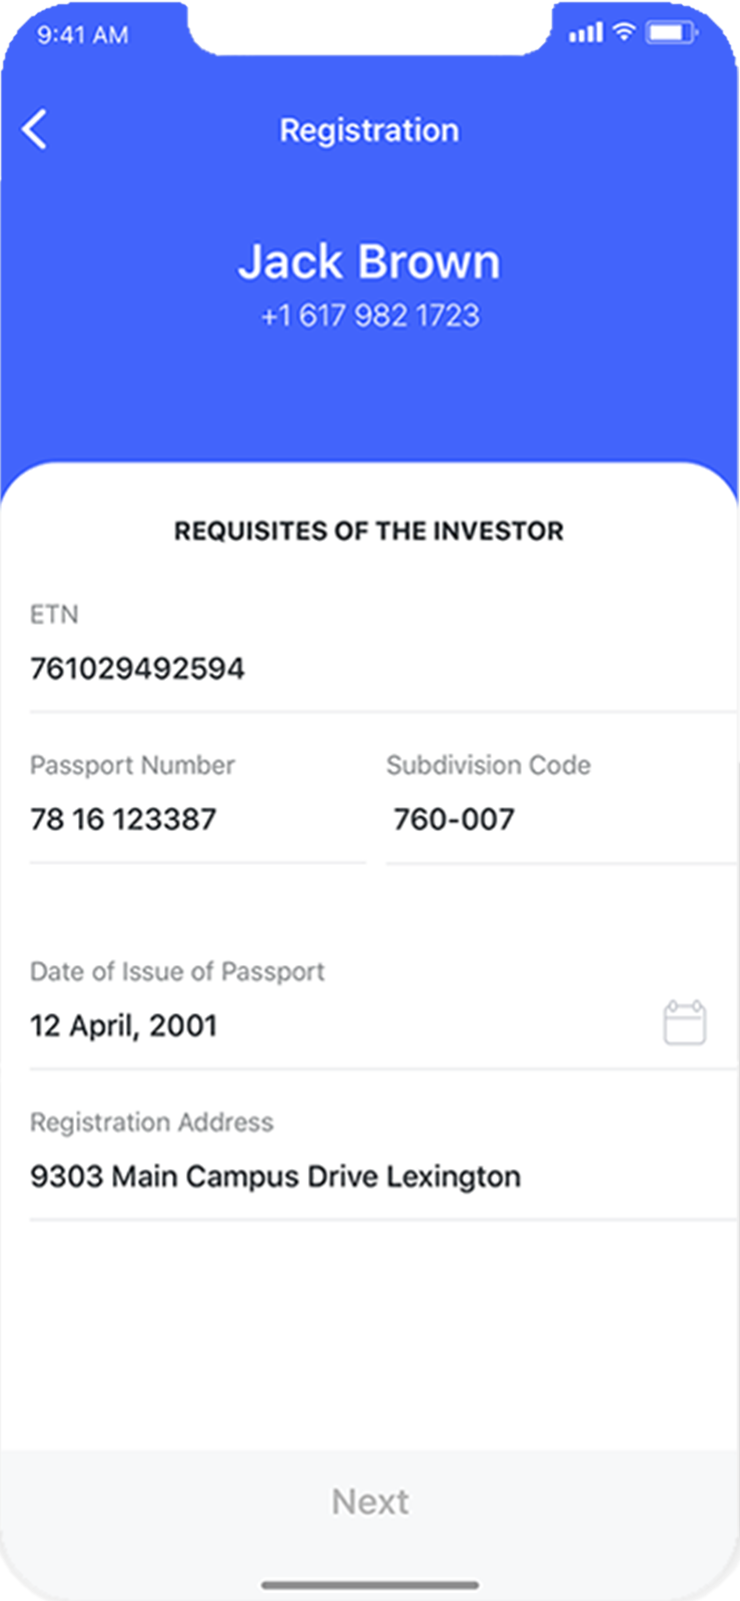 9:41 AM
Registration
Jack Brown
+1 617 982 1723
REQUISITES OF THE INVESTOR
ETN
761029492594
Passport Number
78 16 123387
Subdivision Code
760-007
Date of Issue of Passport
12 April, 2001
Registration Address
9303 Main Campus Drive Lexington
Next